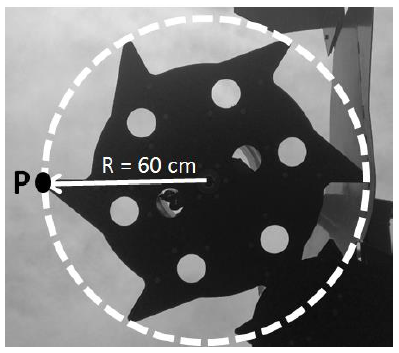 R = 60 cm
P